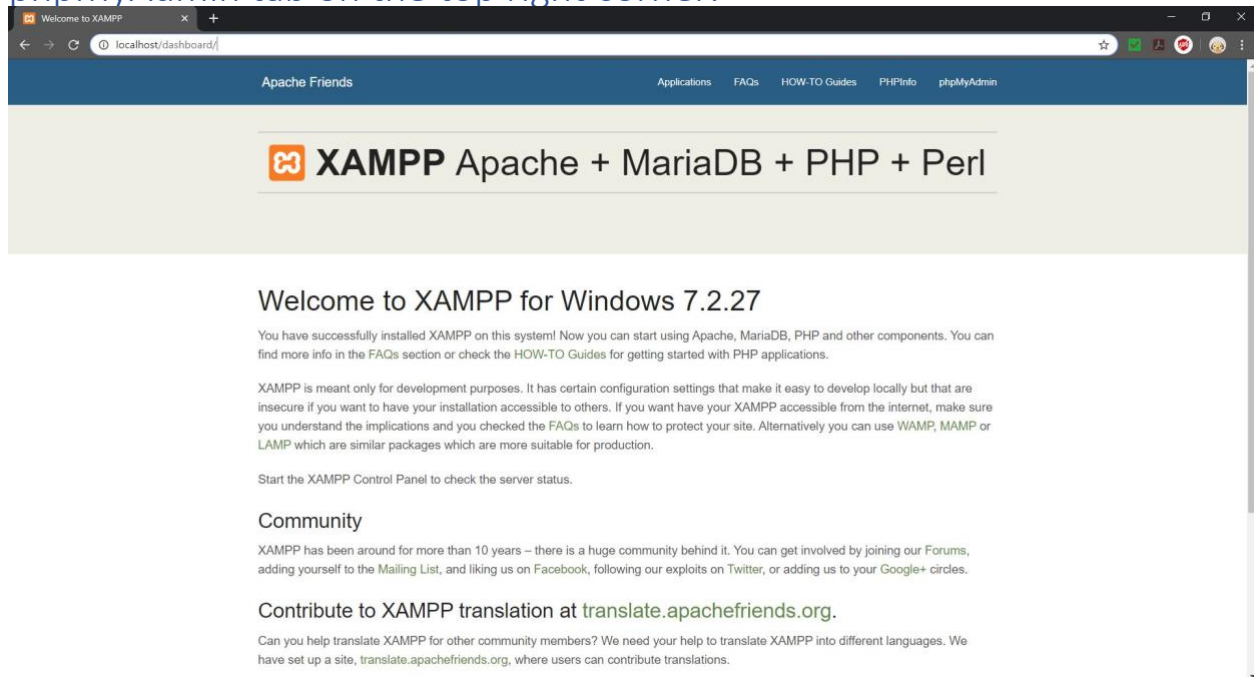 phpMyAdmin tab on the top right corner.
Welcome to XAMPP
localhost/dashboard/
Apache Friends Applications FAQs HOW-TO Guides PHPInfo phpMyAdmin
XAMPP Apache + MariaDB + PHP + Perl
Welcome to XAMPP for Windows 7.2.27
You have successfully installed XAMPP on this system! Now you can start using Apache, MariaDB, PHP and other components. You can
find more info in the FAQs section or check the HOW-TO Guides for getting started with PHP applications.
XAMPP is meant only for development purposes. It has certain configuration settings that make it easy to develop locally but that are
insecure if you want to have your installation accessible to others. If you want have your XAMPP accessible from the internet, make sure
you understand the implications and you checked the FAQs to learn how to protect your site. Alternatively you can use WAMP, MAMP or
LAMP which are similar packages which are more suitable for production.
Start the XAMPP Control Panel to check the server status.
Community
XAMPP has been around for more than 10 years – there is a huge community behind it. You can get involved by joining our Forums,
adding yourself to the Mailing List, and liking us on Facebook, following our exploits on Twitter, or adding us to your Google+ circles.
Contribute to XAMPP translation at translate.apachefriends.org.
Can you help translate XAMPP for other community members? We need your help to translate XAMPP into different languages. We
have set up a site, translate.apachefriends.org, where users can contribute translations.